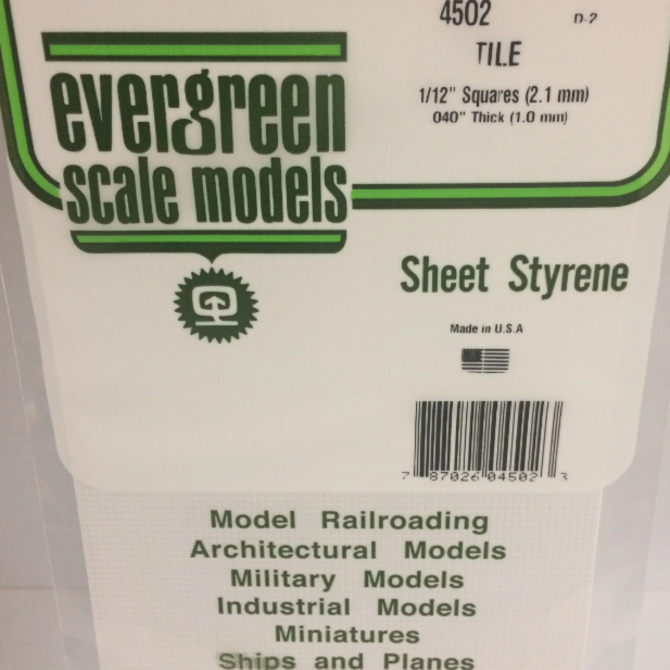 4502 D-2
TILE
1/12" Squares (2.1 mm)
.040" Thick (1.0 mm)
evergreen
scale models
Sheet Styrene
Made in U.S.A
7 87026 04502 3
Model Railroading
Architectural Models
Military Models
Industrial Models
Miniatures
Ships and Planes